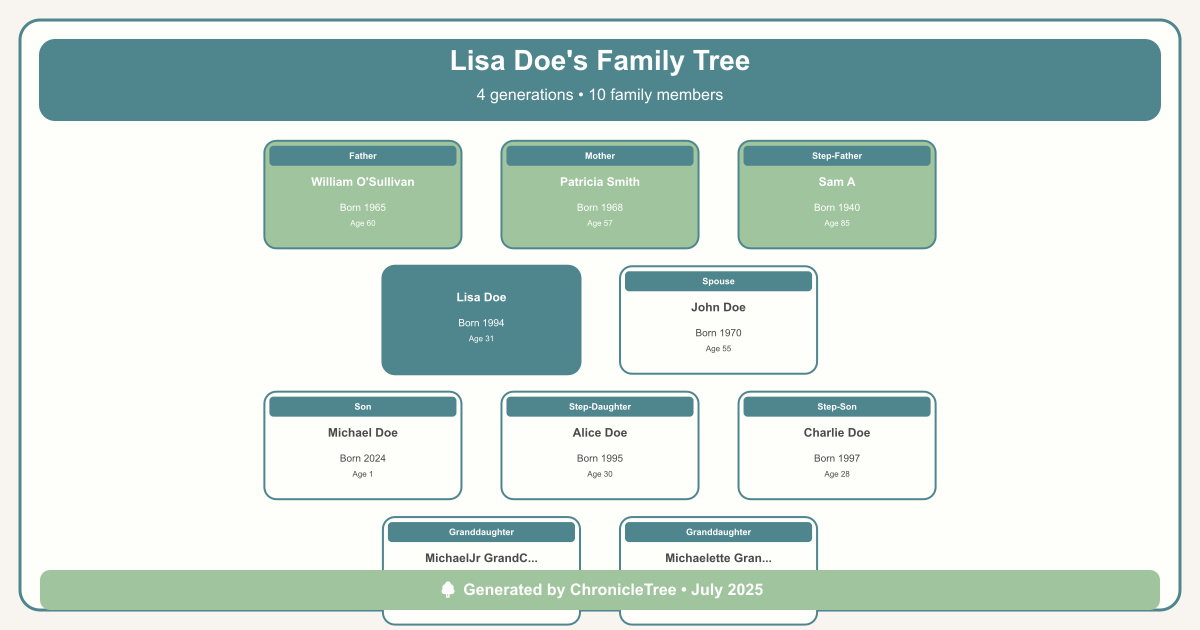 Lisa Doe's Family Tree
4 generations • 10 family members
Father
William O'Sullivan
Born 1965
Age 60
Mother
Patricia Smith
Born 1968
Age 57
Step-Father
Sam A
Born 1940
Age 85
Lisa Doe
Born 1994
Age 31
Spouse
John Doe
Born 1970
Age 55
Son
Michael Doe
Born 2024
Age 1
Step-Daughter
Alice Doe
Born 1995
Age 30
Step-Son
Charlie Doe
Born 1997
Age 28
Granddaughter
MichaelJr GrandC...
Granddaughter
Michaelette Gran...
Generated by ChronicleTree • July 2025